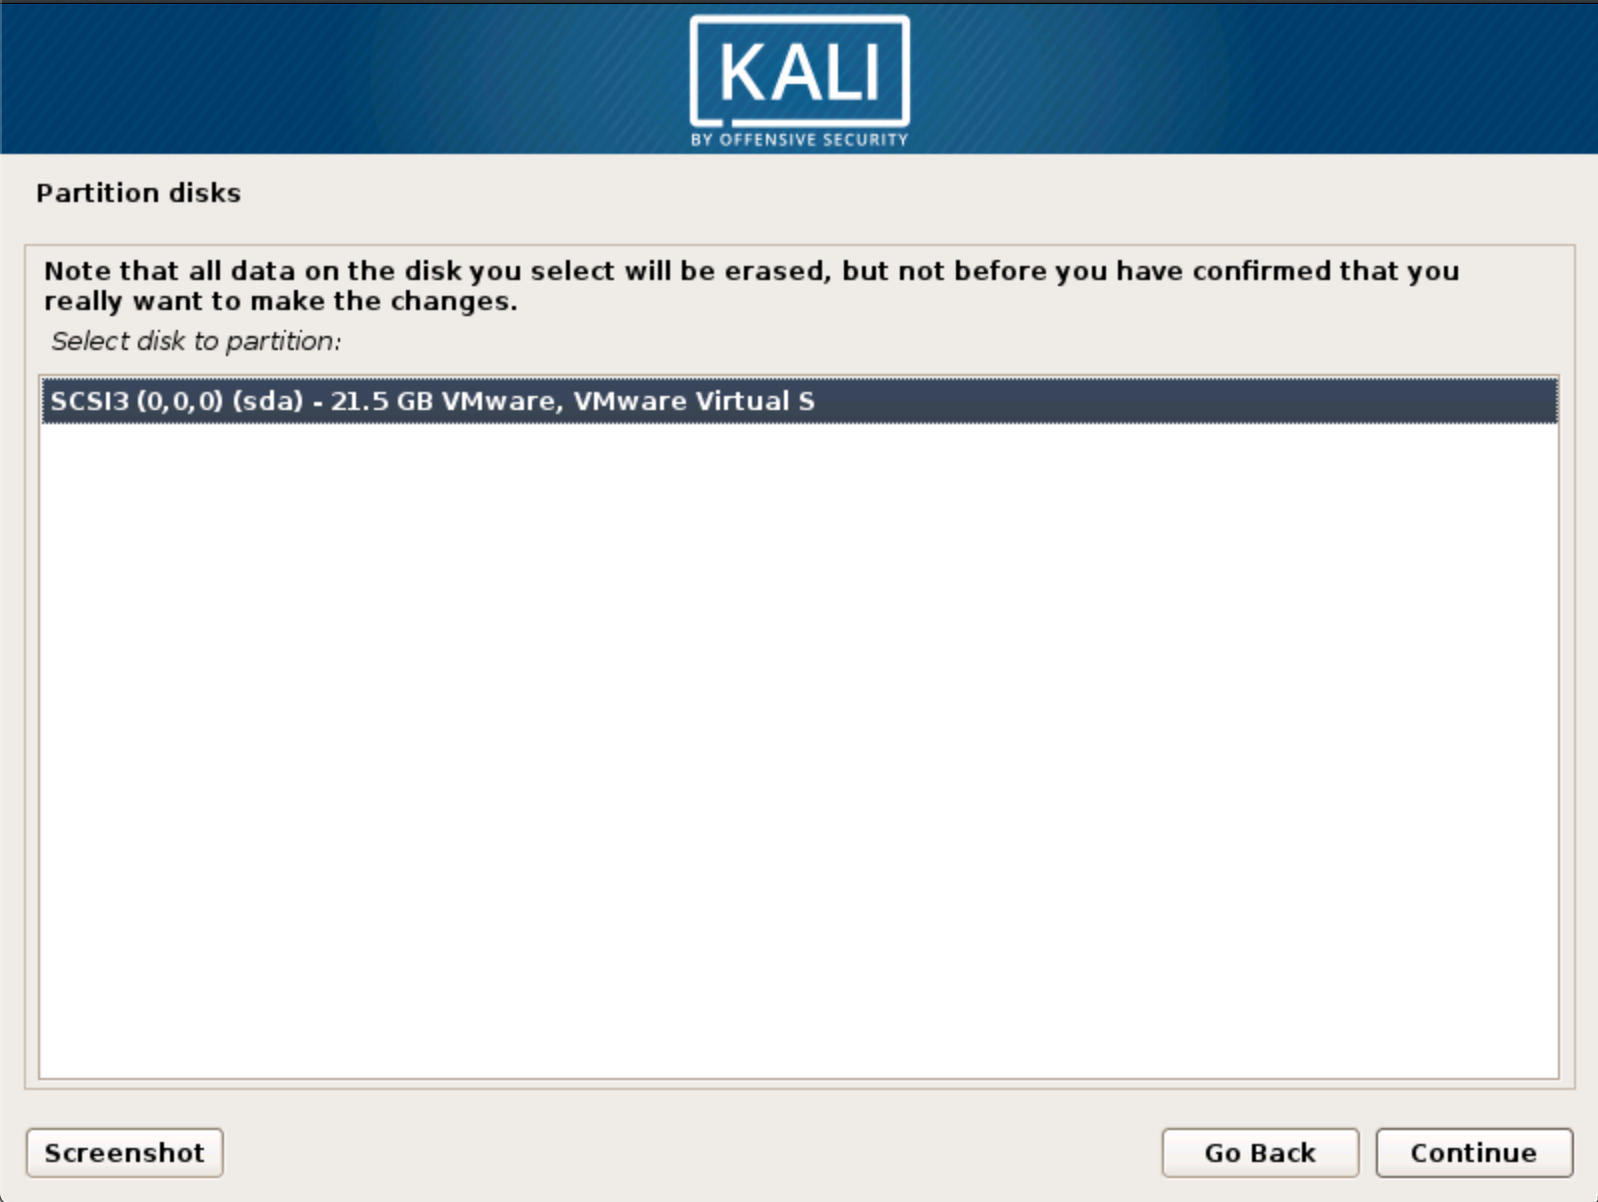 KALI
BY OFFENSIVE SECURITY
Partition disks
Note that all data on the disk you select will be erased, but not before you have confirmed that you
really want to make the changes.
Select disk to partition:
SCSI3 (0,0,0) (sda) - 21.5 GB VMware, VMware Virtual S
Screenshot
Go Back
Continue